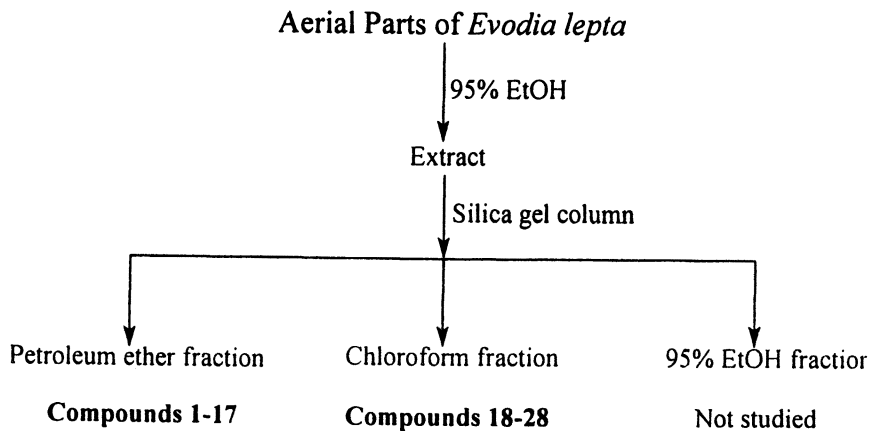 Aerial Parts of Evodia lepta
95% EtOH
Extract
Silica gel column
Petroleum ether fraction
Chloroform fraction
95% EtOH fractior
Compounds 1-17
Compounds 18-28
Not studied